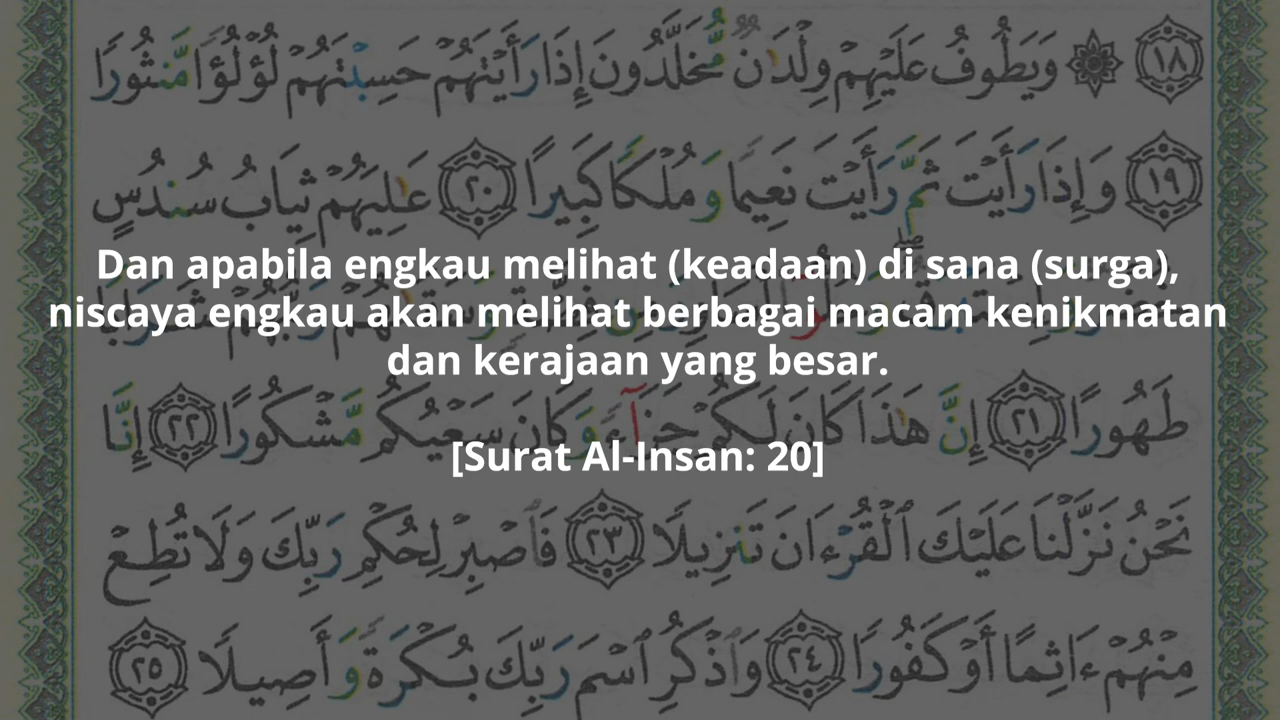 ١٨ ۞ وَيَطُوفُ عَلَيْهِمْ وِلْدَٰنٌ مُّخَلَّدُونَ إِذَا رَأَيْتَهُمْ حَسِبْتَهُمْ لُؤْلُؤًا مَّنثُورًا
١٩ وَإِذَا رَأَيْتَ ثَمَّ رَأَيْتَ نَعِيمًا وَمُلْكًا كَبِيرًا ٢٠ عَٰلِيَهُمْ ثِيَابُ سُندُسٍ
Dan apabila engkau melihat (keadaan) di sana (surga),
niscaya engkau akan melihat berbagai macam kenikmatan
dan kerajaan yang besar.
طَهُورًا ٢١ إِنَّ هَٰذَا كَانَ لَكُمْ جَزَآءً وَكَانَ سَعْيُكُم مَّشْكُورًا ٢٢ إِنَّا
[Surat Al-Insan: 20]
نَحْنُ نَزَّلْنَا عَلَيْكَ ٱلْقُرْءَانَ تَنزِيلًا ٢٣ فَٱصْبِرْ لِحُكْمِ رَبِّكَ وَلَا تُطِعْ
مِنْهُمْ ءَاثِمًا أَوْ كَفُورًا ٢٤ وَٱذْكُرِ ٱسْمَ رَبِّكَ بُكْرَةً وَأَصِيلًا ٢٥